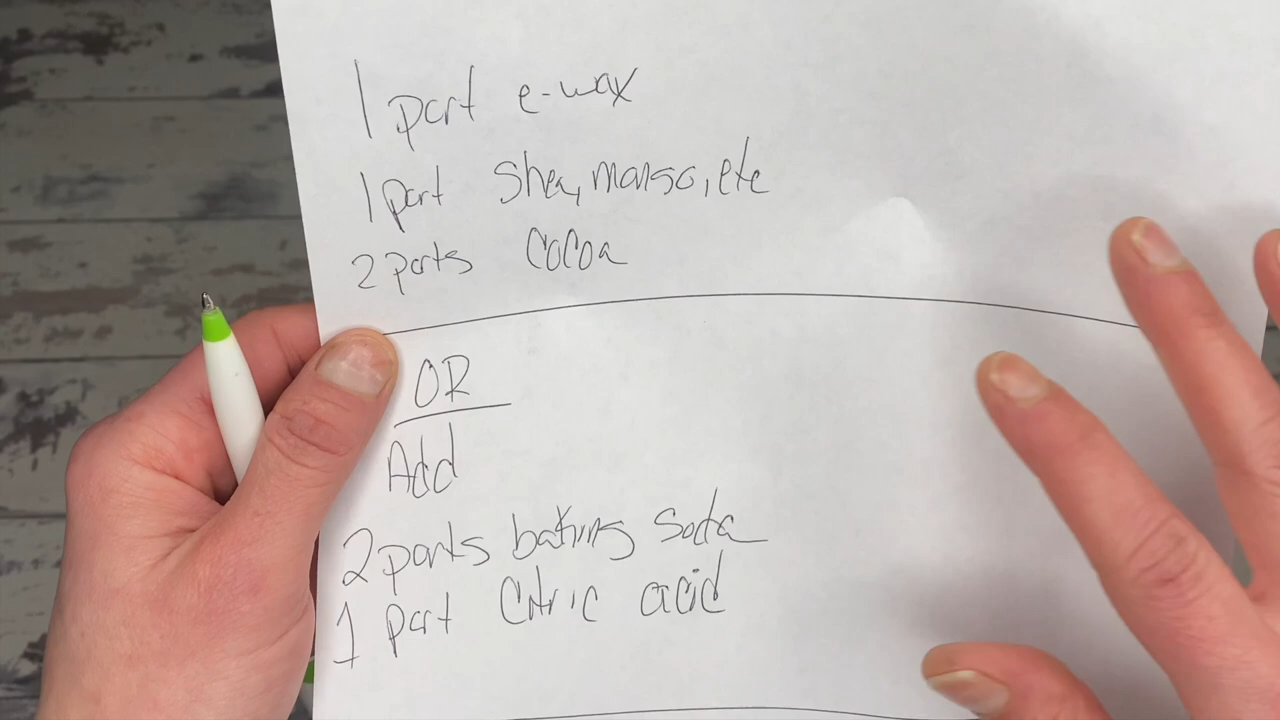 1 part e-wax
1 part Shea, mango, etc
2 parts Cocoa
OR
Add
2 parts baking soda
1 part Citric acid